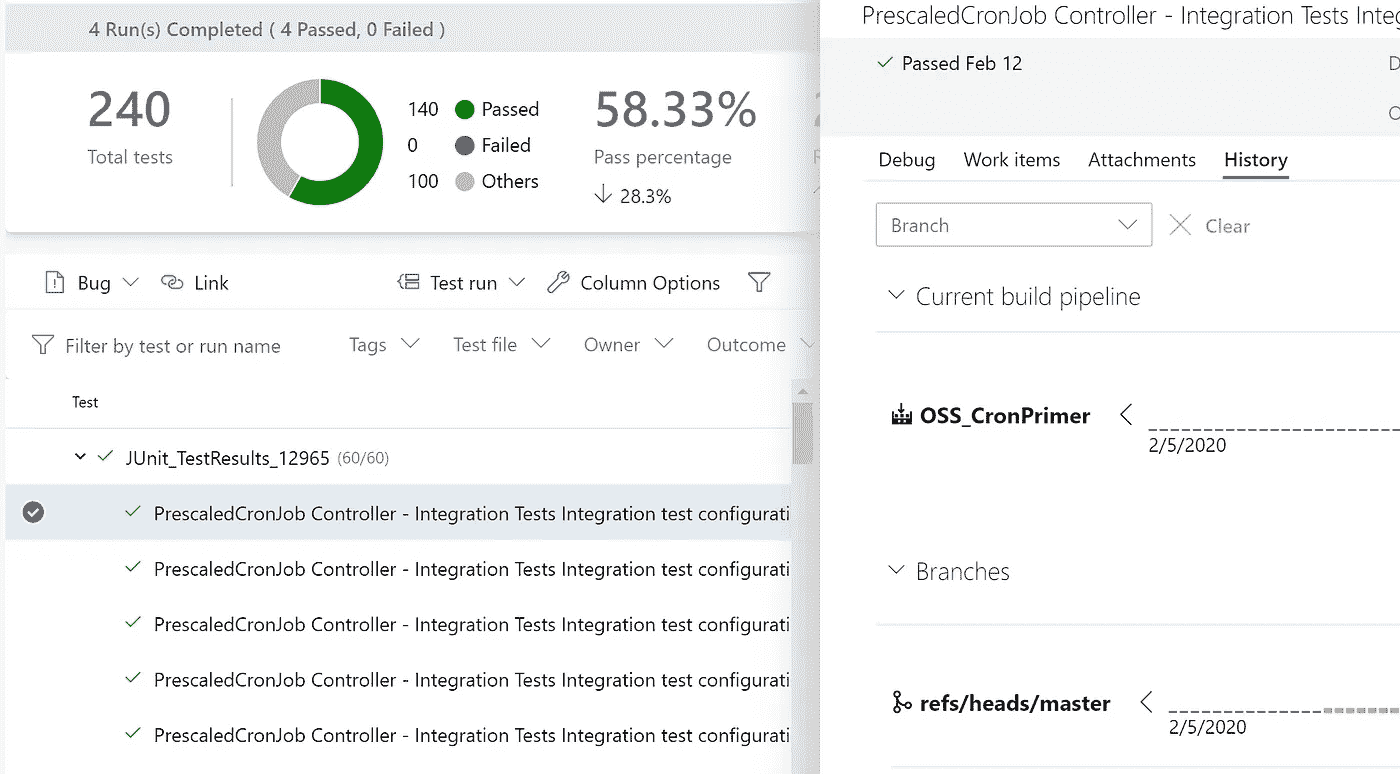 4 Run(s) Completed ( 4 Passed, 0 Failed )
240
Total tests
140 Passed
0 Failed
100 Others
58.33%
Pass percentage
28.3%
Bug Link Test run Column Options
Filter by test or run name Tags Test file Owner Outcome
Test
JUnit_TestResults_12965 (60/60)
PrescaledCronJob Controller - Integration Tests Integration test configurati
PrescaledCronJob Controller - Integration Tests Integration test configurati
PrescaledCronJob Controller - Integration Tests Integration test configurati
PrescaledCronJob Controller - Integration Tests Integration test configurati
PrescaledCronJob Controller - Integration Tests Integration test configurati
PrescaledCronJob Controller - Integration Tests Integ
Passed Feb 12
Debug Work items Attachments History
Branch Clear
Current build pipeline
OSS_CronPrimer
2/5/2020
Branches
refs/heads/master
2/5/2020